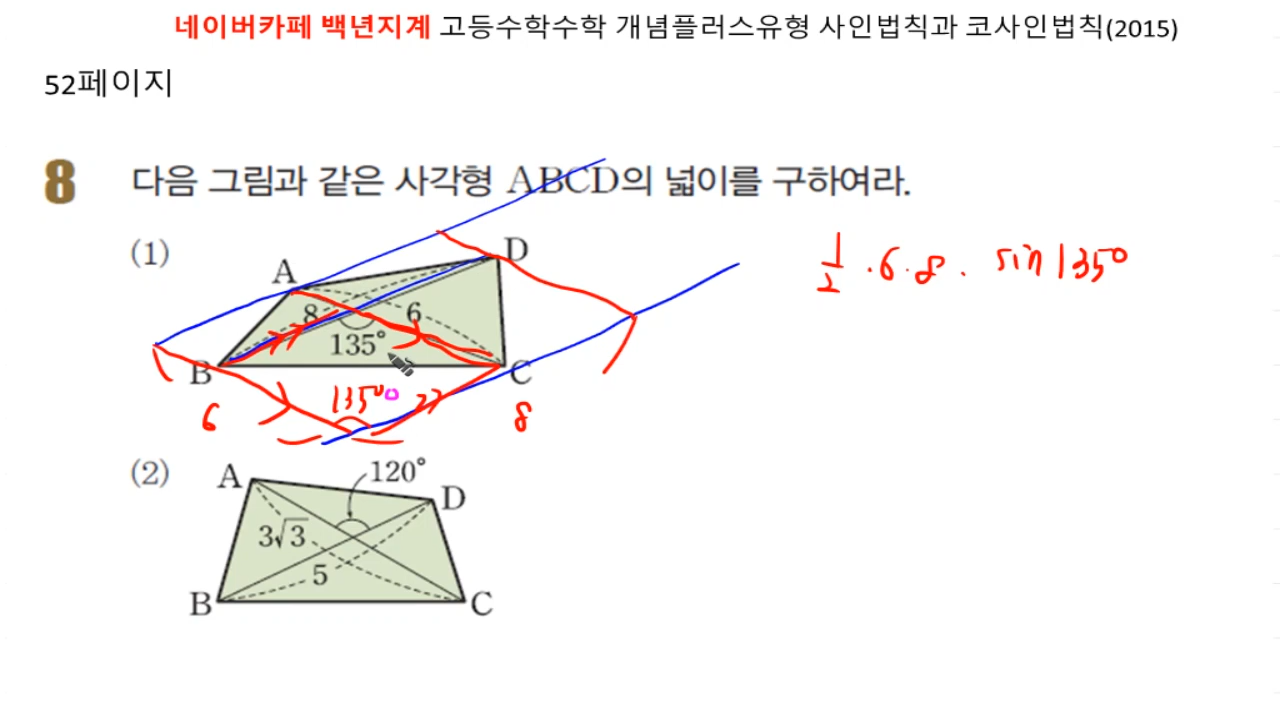 네이버카페 백년지계 고등수학수학 개념플러스유형 사인법칙과 코사인법칙(2015)
52페이지
8 다음 그림과 같은 사각형 ABCD의 넓이를 구하여라.
(1)
A
D
8
6
135°
B
C
6
135°
8
1/2 · 6 · 8 · sin 135°
(2)
A
120°
D
3√3
5
B
C